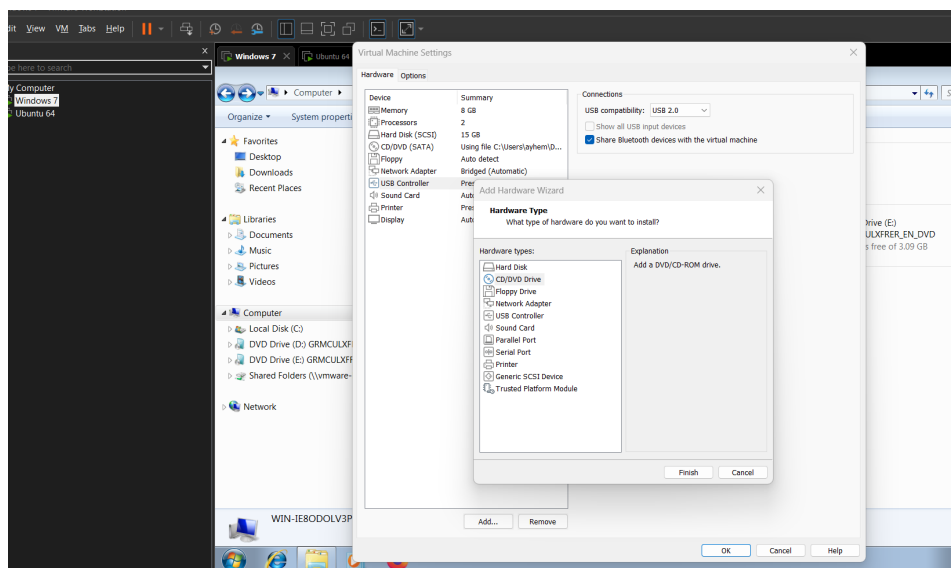 dit View VM Tabs Help
pe here to search
y Computer
Windows 7
Ubuntu 64
Windows 7
Ubuntu 64
Computer
Organize System properti
Favorites
Desktop
Downloads
Recent Places
Libraries
Documents
Music
Pictures
Videos
Computer
Local Disk (C:)
DVD Drive (D:) GRMCULXF
DVD Drive (E:) GRMCULXF
Shared Folders (\\vmware-
Network
WIN-IE8ODOLV3P
rive (E:)
ULXFRER_EN_DVD
s free of 3.09 GB
Virtual Machine Settings
Hardware Options
Device Summary
Memory 8 GB
Processors 2
Hard Disk (SCSI) 15 GB
CD/DVD (SATA) Using file C:\Users\ayhem\D...
Floppy Auto detect
Network Adapter Bridged (Automatic)
USB Controller Pres
Sound Card Auto
Printer Pres
Display Auto
Connections
USB compatibility: USB 2.0
Show all USB input devices
Share Bluetooth devices with the virtual machine
Add Hardware Wizard
Hardware Type
What type of hardware do you want to install?
Hardware types:
Hard Disk
CD/DVD Drive
Floppy Drive
Network Adapter
USB Controller
Sound Card
Parallel Port
Serial Port
Printer
Generic SCSI Device
Trusted Platform Module
Explanation
Add a DVD/CD-ROM drive.
Finish Cancel
Add... Remove
OK Cancel Help